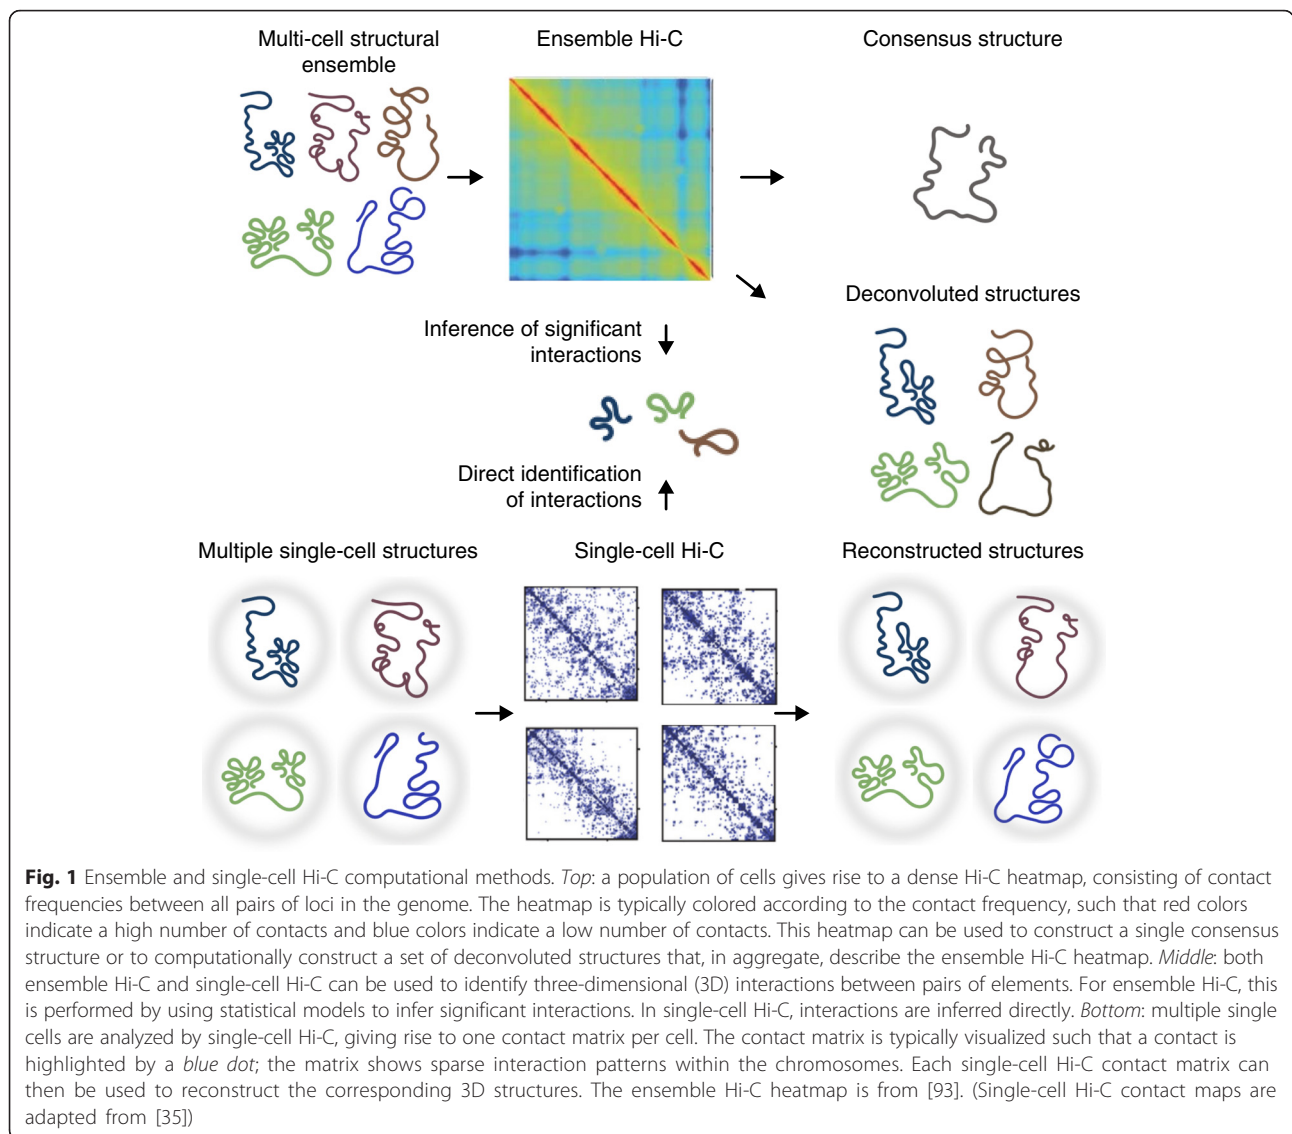 Multi-cell structural
ensemble
Ensemble Hi-C
Consensus structure
Deconvoluted structures
Inference of significant
interactions
Direct identification
of interactions
Multiple single-cell structures
Single-cell Hi-C
Reconstructed structures
Fig. 1 Ensemble and single-cell Hi-C computational methods. Top: a population of cells gives rise to a dense Hi-C heatmap, consisting of contact
frequencies between all pairs of loci in the genome. The heatmap is typically colored according to the contact frequency, such that red colors
indicate a high number of contacts and blue colors indicate a low number of contacts. This heatmap can be used to construct a single consensus
structure or to computationally construct a set of deconvoluted structures that, in aggregate, describe the ensemble Hi-C heatmap. Middle: both
ensemble Hi-C and single-cell Hi-C can be used to identify three-dimensional (3D) interactions between pairs of elements. For ensemble Hi-C, this
is performed by using statistical models to infer significant interactions. In single-cell Hi-C, interactions are inferred directly. Bottom: multiple single
cells are analyzed by single-cell Hi-C, giving rise to one contact matrix per cell. The contact matrix is typically visualized such that a contact is
highlighted by a blue dot; the matrix shows sparse interaction patterns within the chromosomes. Each single-cell Hi-C contact matrix can
then be used to reconstruct the corresponding 3D structures. The ensemble Hi-C heatmap is from [93]. (Single-cell Hi-C contact maps are
adapted from [35])